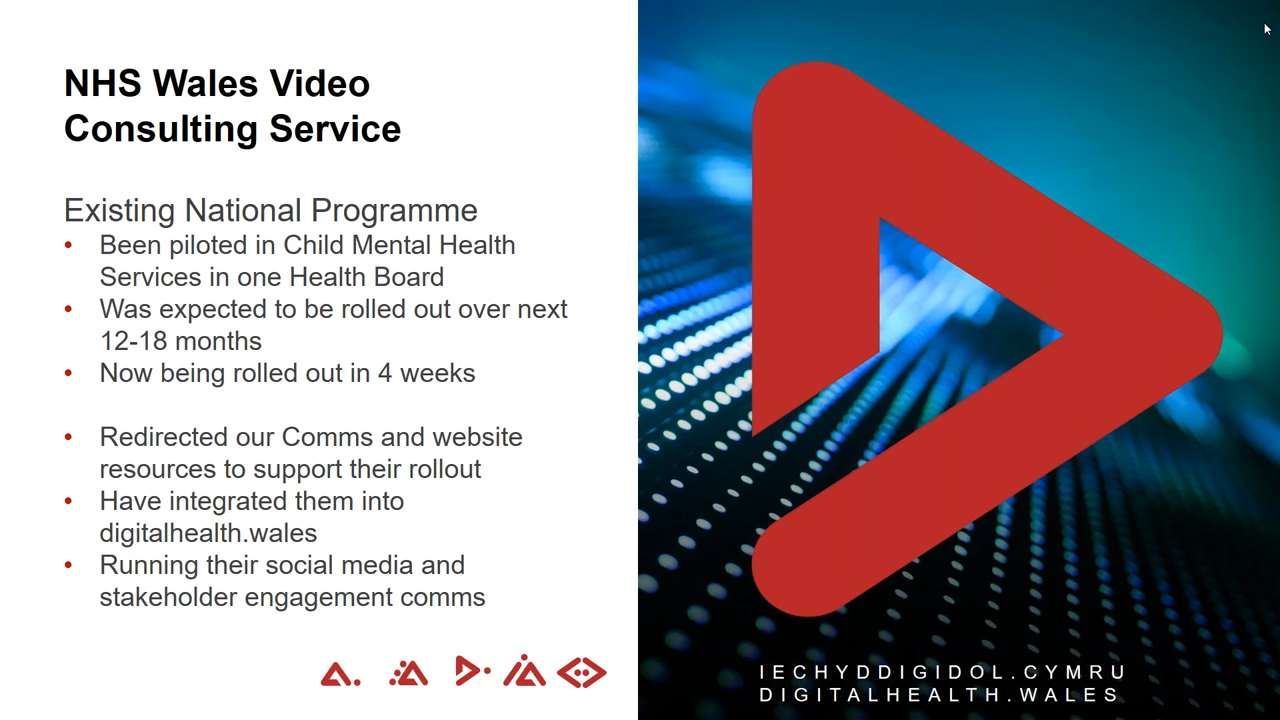 NHS Wales Video
Consulting Service
Existing National Programme
• Been piloted in Child Mental Health
Services in one Health Board
• Was expected to be rolled out over next
12-18 months
• Now being rolled out in 4 weeks
• Redirected our Comms and website
resources to support their rollout
• Have integrated them into
digitalhealth.wales
• Running their social media and
stakeholder engagement comms
IECHYDDIGIDOL.CYMRU
DIGITALHEALTH.WALES